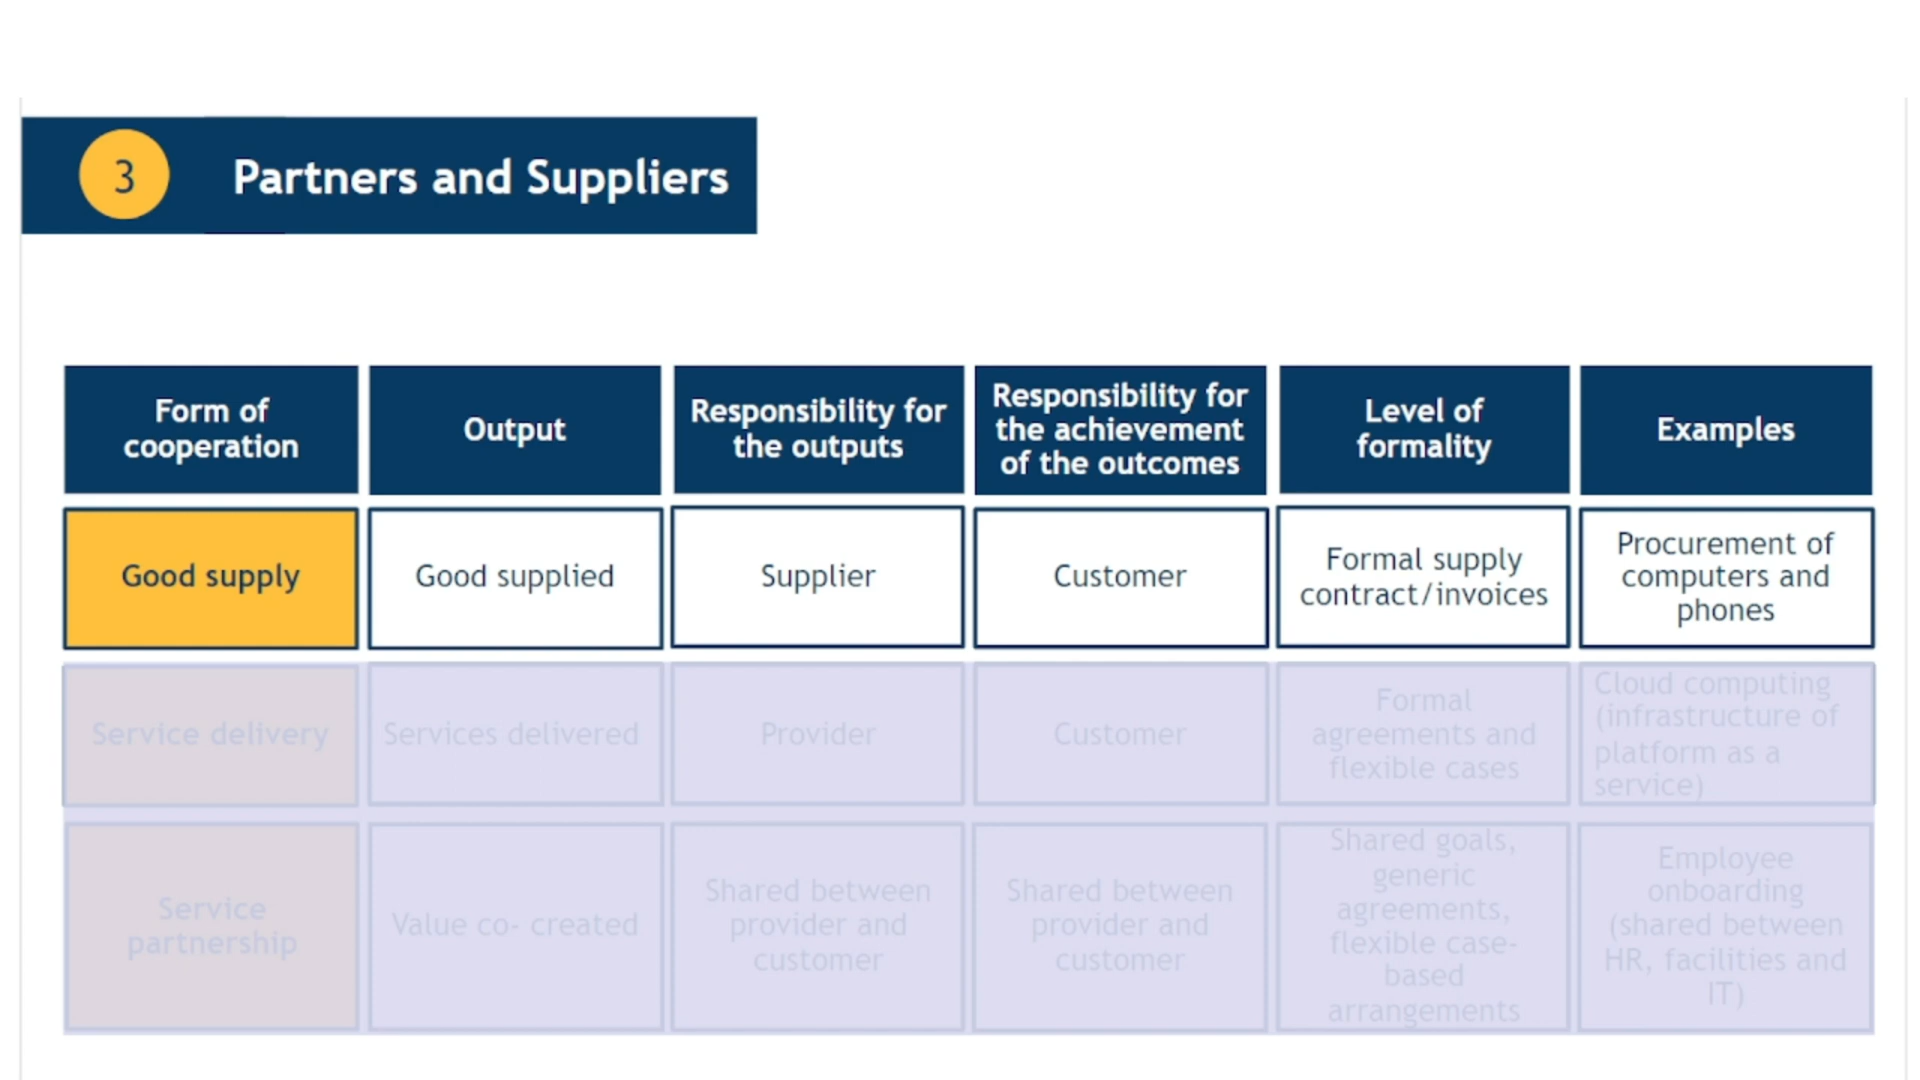 3
Partners and Suppliers
Form of
cooperation
Output
Responsibility for
the outputs
Responsibility for
the achievement
of the outcomes
Level of
formality
Examples
Good supply
Good supplied
Supplier
Customer
Formal supply
contract/invoices
Procurement of
computers and
phones
Service delivery
Services delivered
Provider
Customer
Formal
agreements and
flexible cases
Cloud computing
(infrastructure of
platform as a
service)
Service
partnership
Value co- created
Shared between
provider and
customer
Shared between
provider and
customer
Shared goals,
generic
agreements,
flexible case-
based
arrangements
Employee
onboarding
(shared between
HR, facilities and
IT)